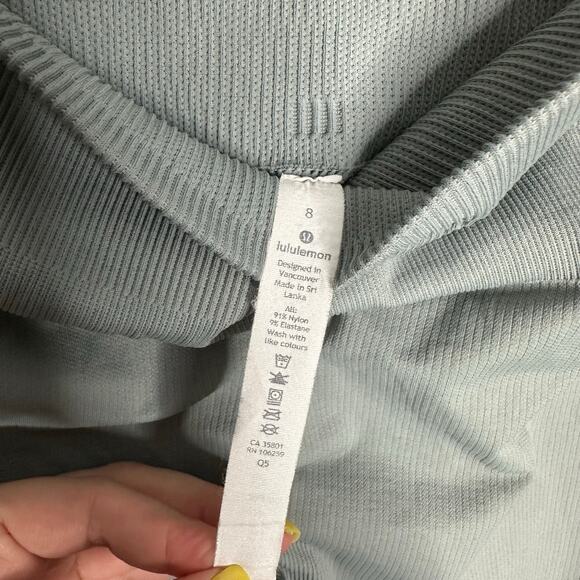 8
lululemon
Designed in
Vancouver
Made in Sri
Lanka
All:
91% Nylon
9% Elastane
Wash with
like colours
CA 35801
RN 106259
Q5